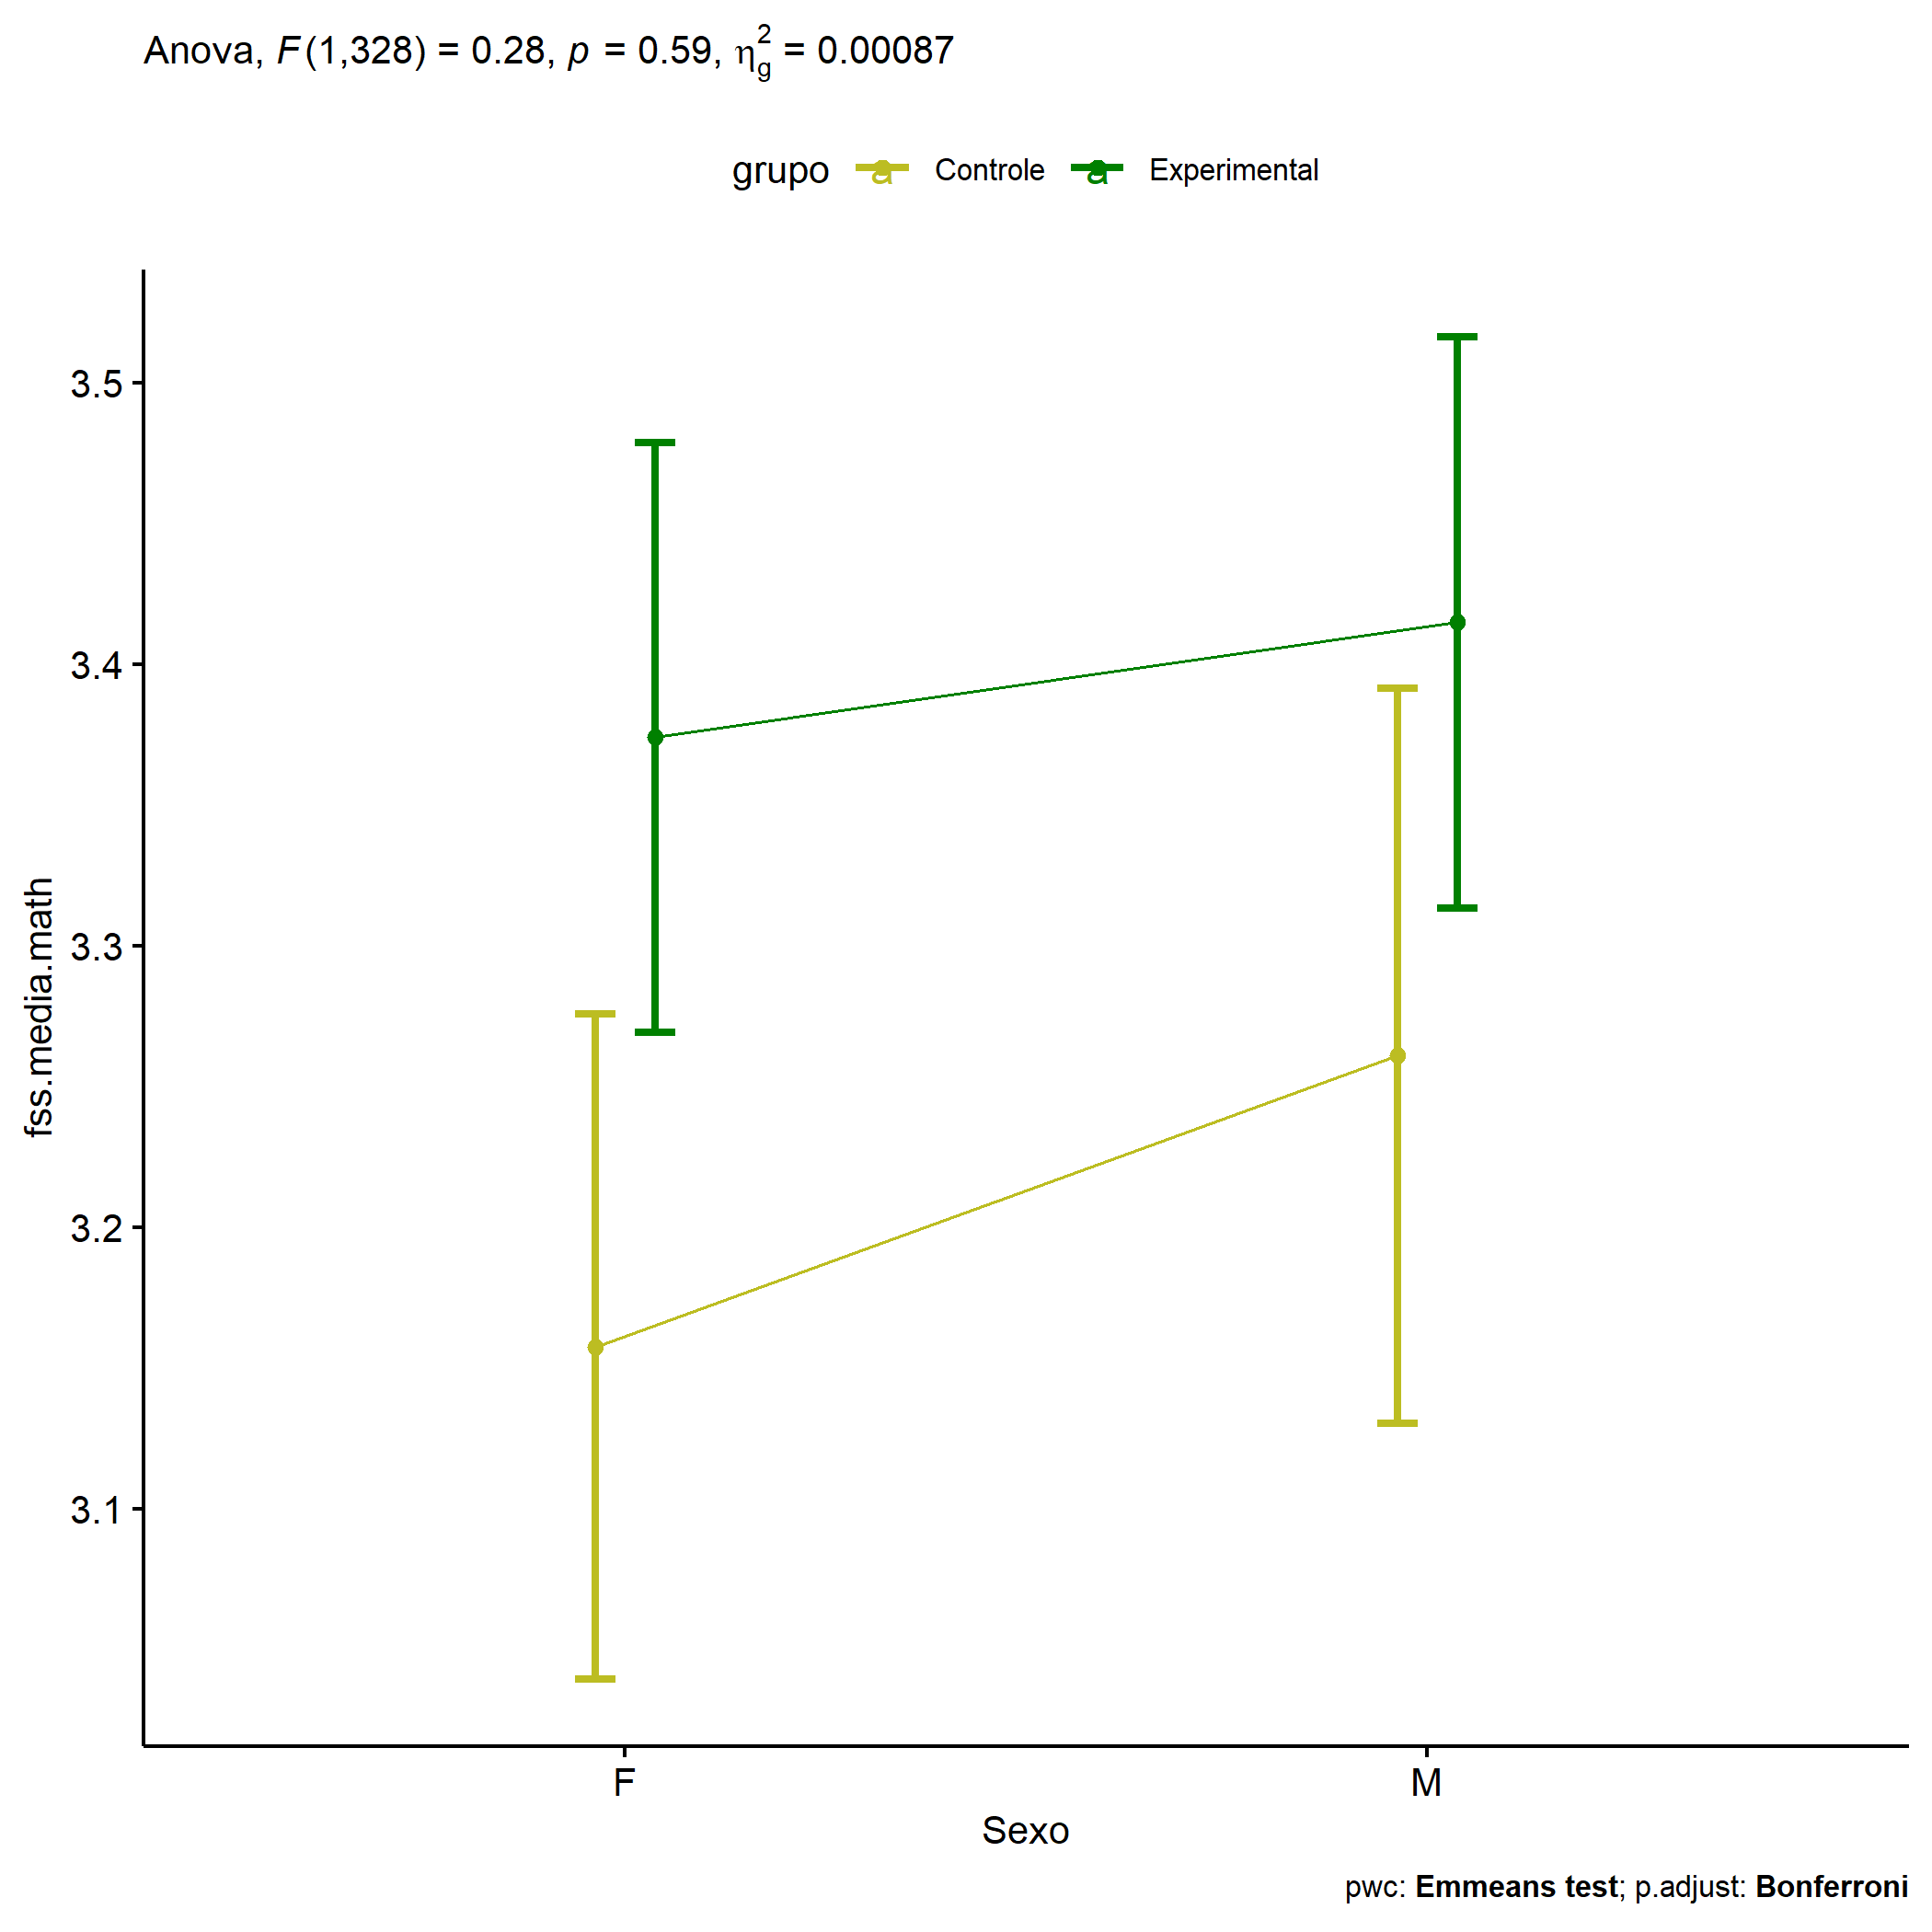 Anova, F(1,328) = 0.28, p = 0.59, η²g = 0.00087
grupo a Controle a Experimental
3.5
3.4
3.3
3.2
3.1
fss.media.math
F M
Sexo
pwc: Emmeans test; p.adjust: Bonferroni